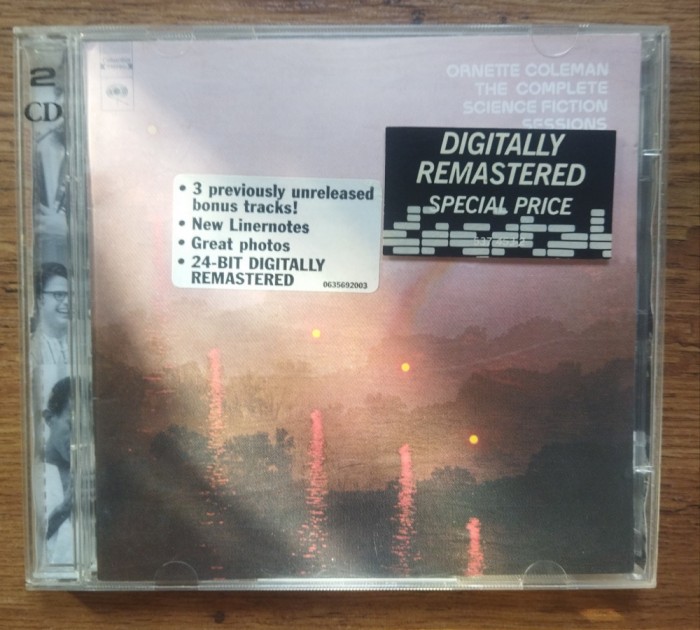 2
CD
ORNETTE COLEMAN
THE COMPLETE
SCIENCE FICTION
SESSIONS
DIGITALLY
REMASTERED
SPECIAL PRICE
• 3 previously unreleased
bonus tracks!
• New Linernotes
• Great photos
• 24-BIT DIGITALLY
REMASTERED
0635692003